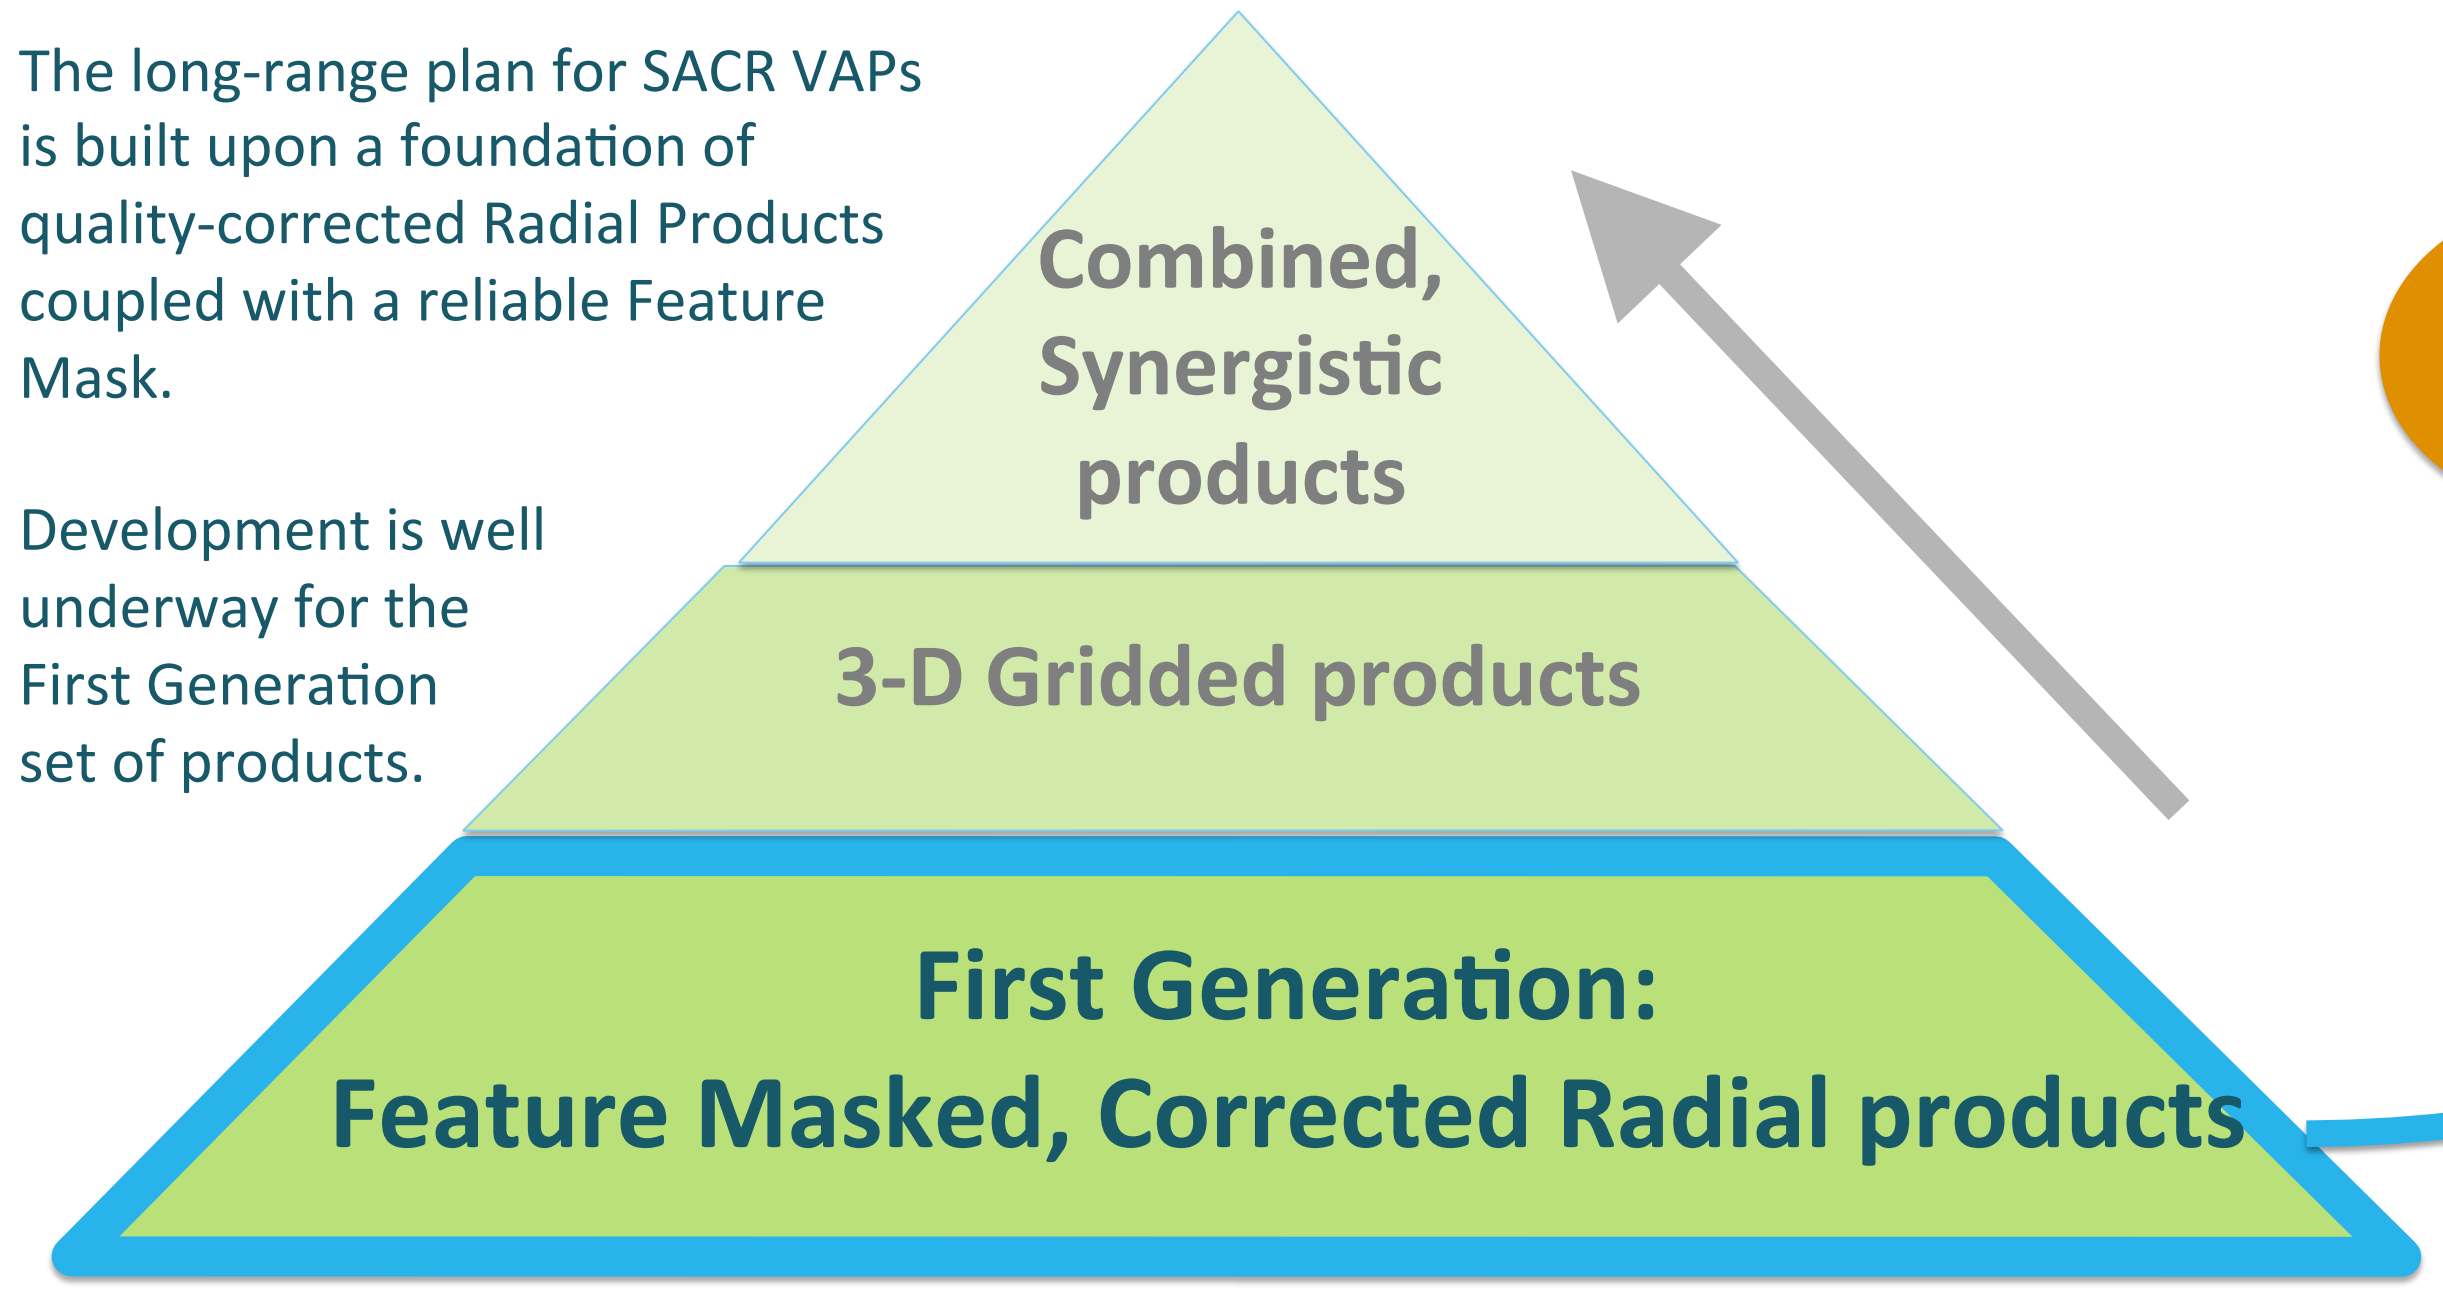 The long-range plan for SACR VAPs
is built upon a foundation of
quality-corrected Radial Products
coupled with a reliable Feature
Mask.
Development is well
underway for the
First Generation
set of products.
Combined,
Synergistic
products
3-D Gridded products
First Generation:
Feature Masked, Corrected Radial products